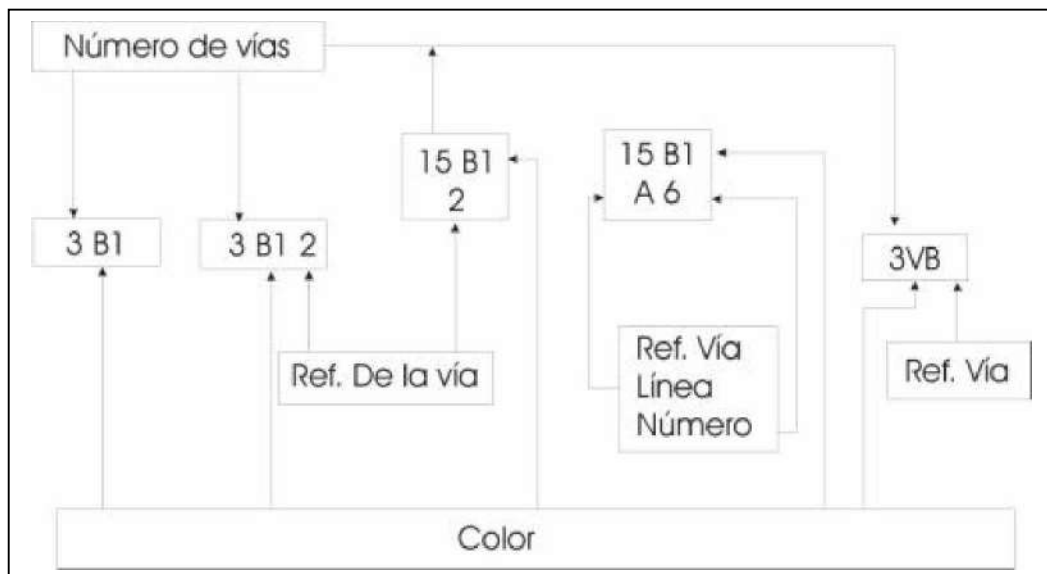 Número de vías
15 B1
2
15 B1
A 6
3 B1
3 B1 2
3VB
Ref. De la vía
Ref. Vía
Línea
Número
Ref. Vía
Color